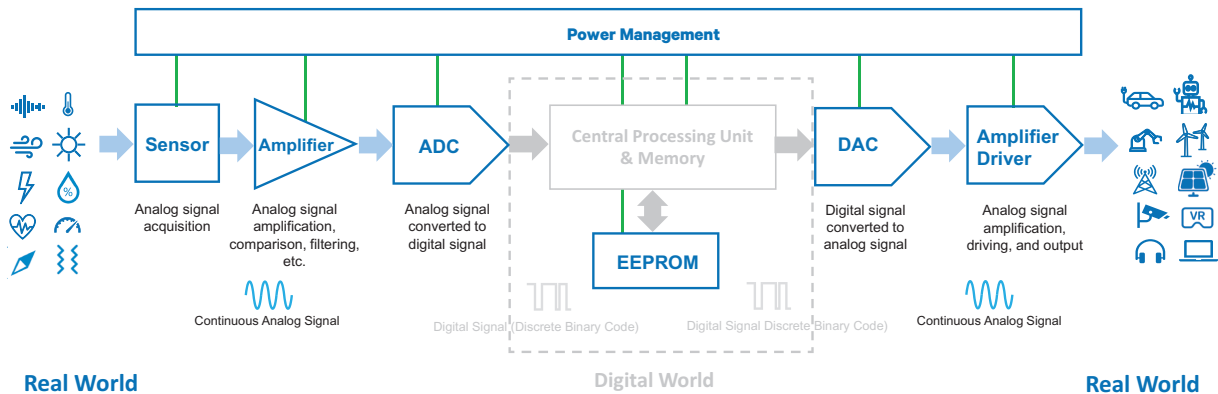 Power Management
Sensor
Amplifier
ADC
Central Processing Unit
& Memory
DAC
Amplifier
Driver
%
VR
Analog signal
acquisition
Analog signal
amplification,
comparison, filtering,
etc.
Analog signal
converted to
digital signal
EEPROM
Digital signal
converted to
analog signal
Analog signal
amplification,
driving, and output
Continuous Analog Signal
Digital Signal (Discrete Binary Code)
Digital Signal Discrete Binary Code)
Continuous Analog Signal
Real World
Digital World
Real World